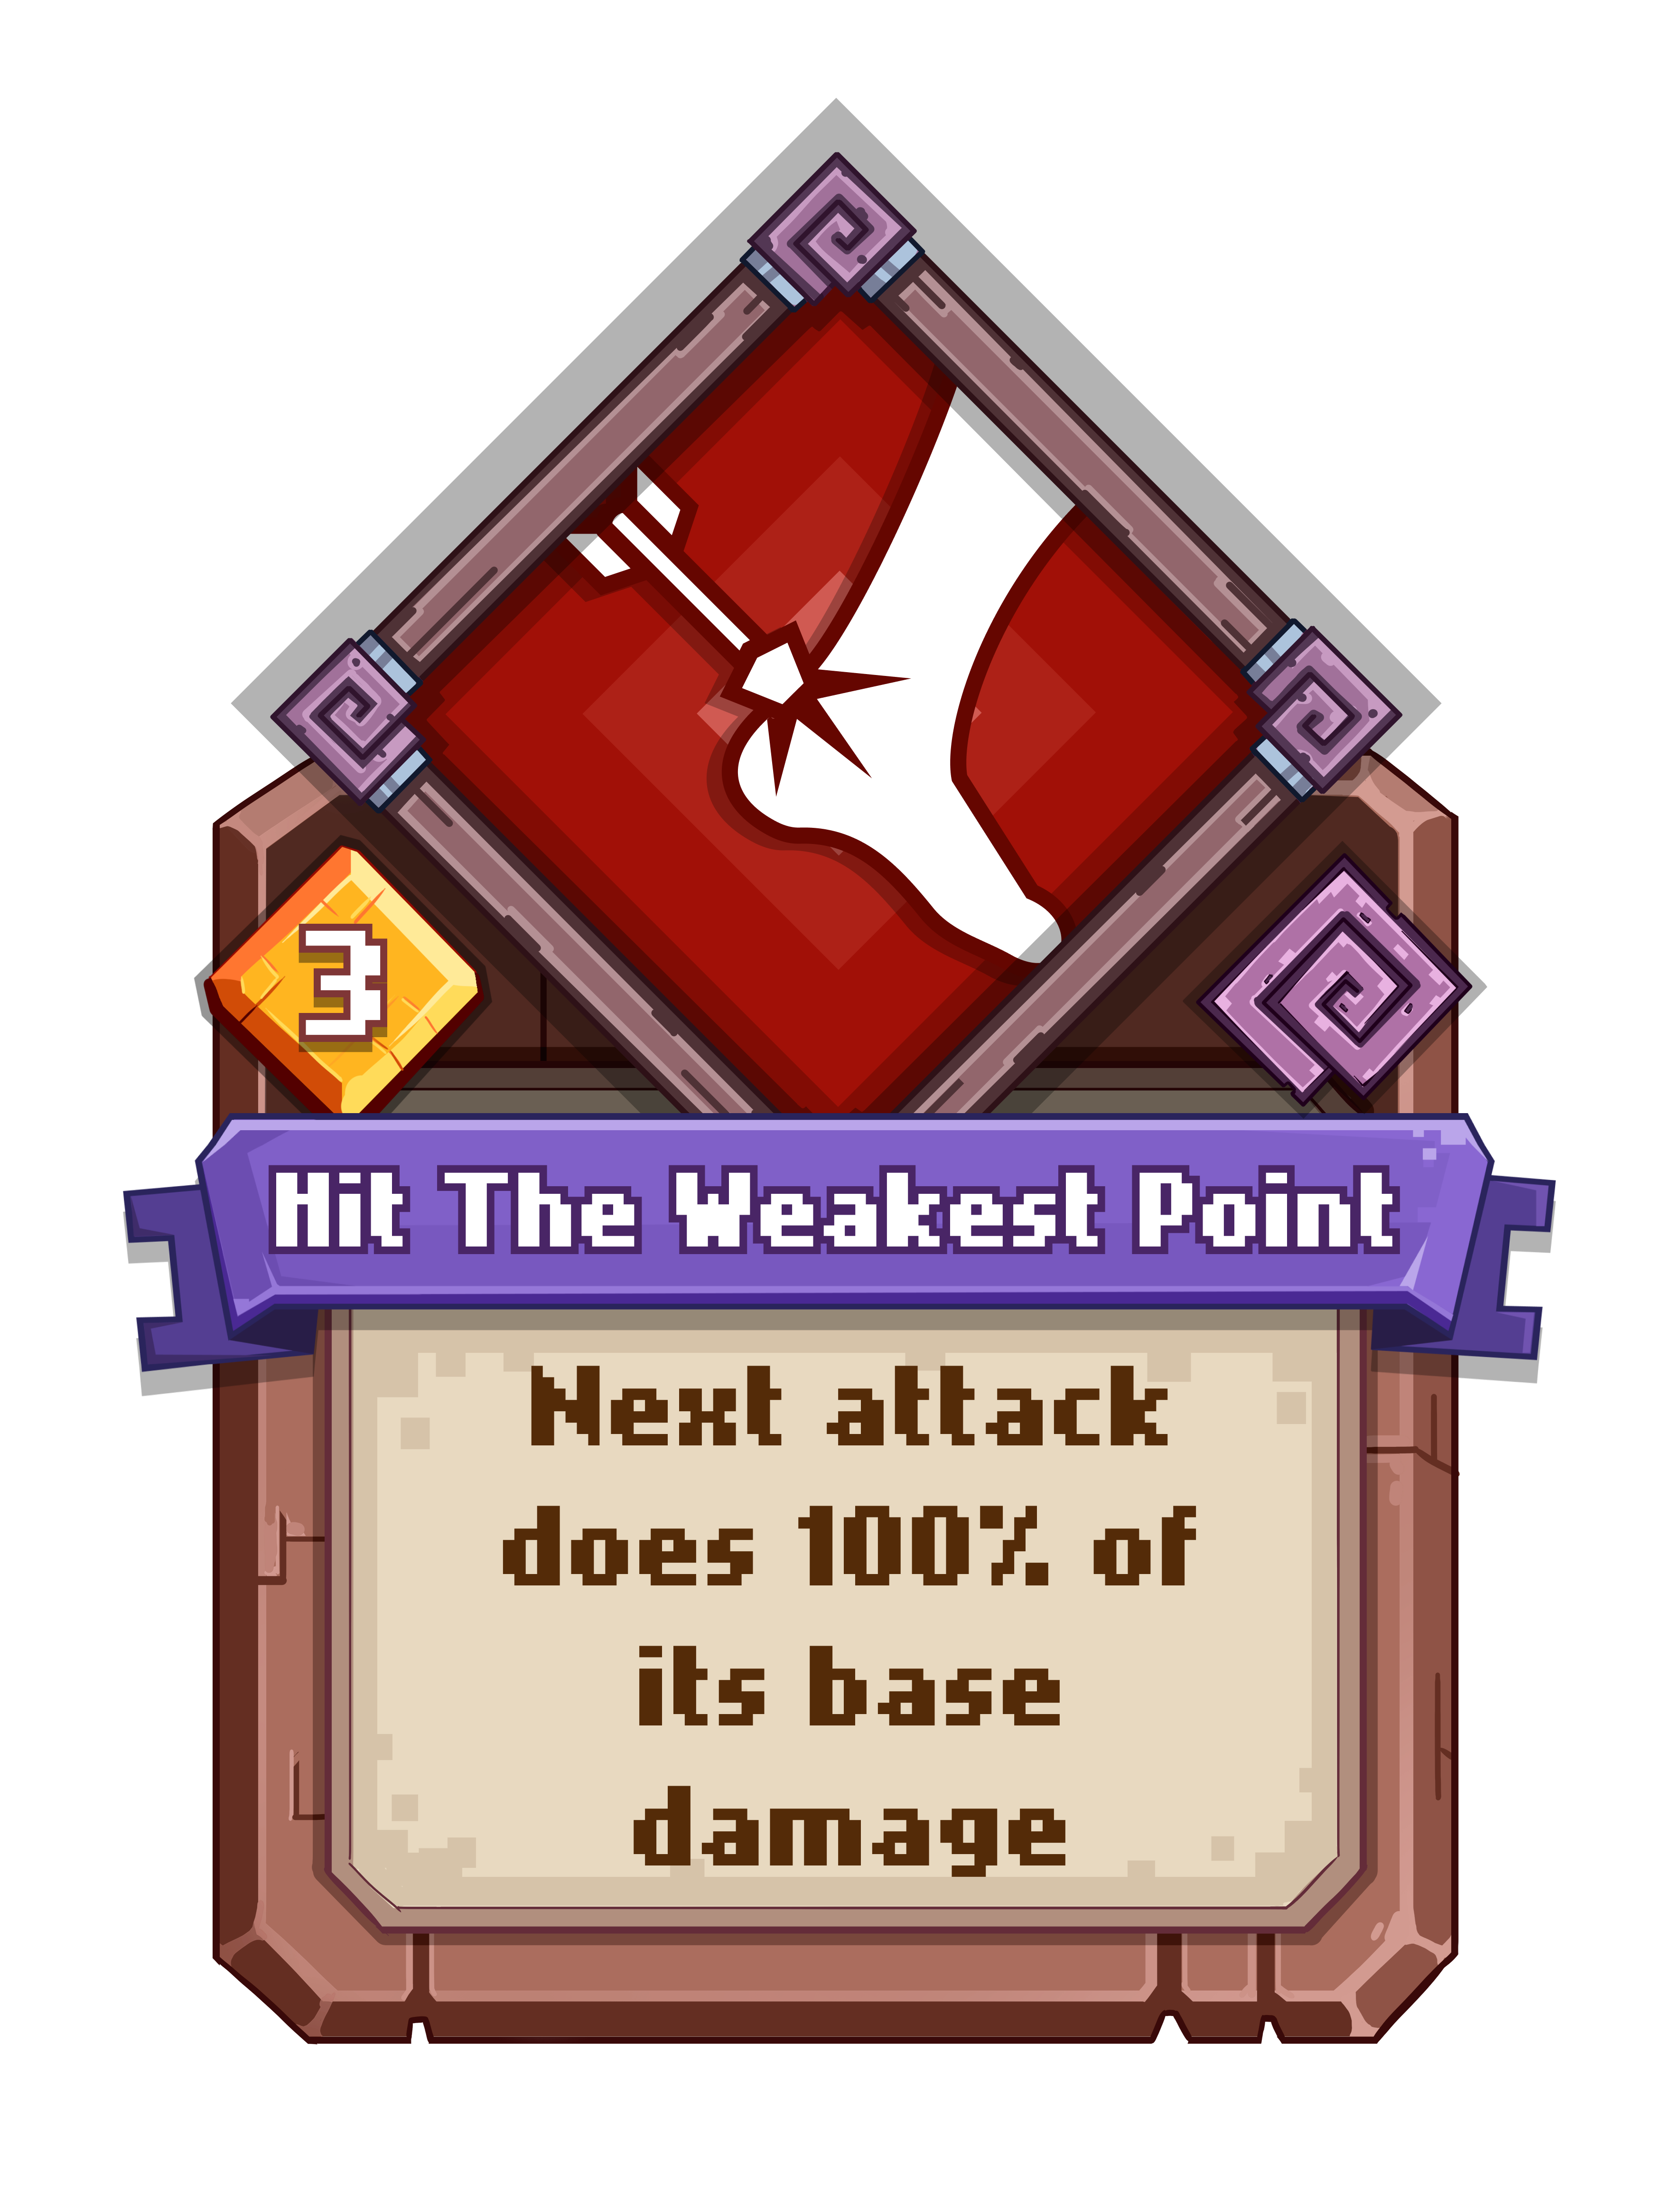 3
Hit The Weakest Point
Next attack
does 100% of
its base
damage